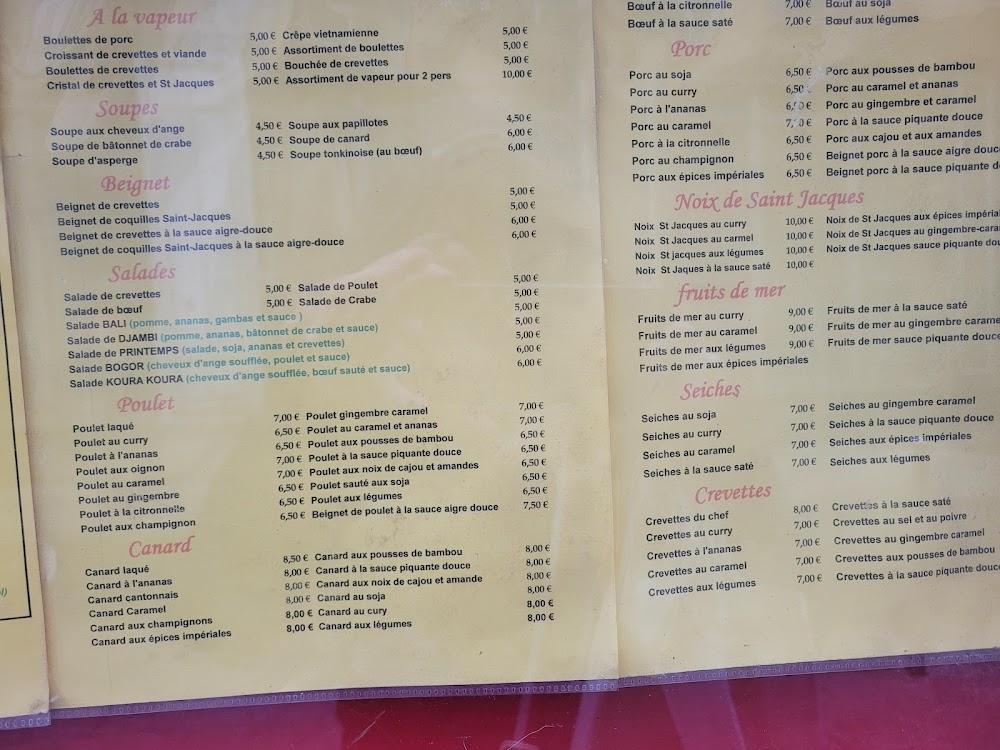 A la vapeur
Boulettes de porc 5,00 € Crêpe vietnamienne 5,00 €
Croissant de crevettes et viande 5,00 € Assortiment de boulettes 5,00 €
Boulettes de crevettes 5,00 € Bouchée de crevettes 5,00 €
Cristal de crevettes et St Jacques 5,00 € Assortiment de vapeur pour 2 pers 10,00 €
Soupes
Soupe aux cheveux d'ange 4,50 € Soupe aux papillotes 4,50 €
Soupe de bâtonnet de crabe 4,50 € Soupe de canard 6,00 €
Soupe d'asperge 4,50 € Soupe tonkinoise (au bœuf) 6,00 €
Beignet
Beignet de crevettes 5,00 €
Beignet de coquilles Saint-Jacques 5,00 €
Beignet de crevettes à la sauce aigre-douce 6,00 €
Beignet de coquilles Saint-Jacques à la sauce aigre-douce 6,00 €
Salades
Salade de crevettes 5,00 € Salade de Poulet 5,00 €
Salade de bœuf 5,00 € Salade de Crabe 5,00 €
Salade BALI (pomme, ananas, gambas et sauce ) 5,00 €
Salade de DJAMBI (pomme, ananas, bâtonnet de crabe et sauce) 5,00 €
Salade de PRINTEMPS (salade, soja, ananas et crevettes) 5,00 €
Salade BOGOR (cheveux d'ange soufflée, poulet et sauce) 6,00 €
Salade KOURA KOURA (cheveux d'ange soufflée, bœuf sauté et sauce) 6,00 €
Poulet
Poulet laqué 7,00 € Poulet gingembre caramel 7,00 €
Poulet au curry 6,50 € Poulet au caramel et ananas 7,00 €
Poulet à l'ananas 6,50 € Poulet aux pousses de bambou 6,50 €
Poulet aux oignon 7,00 € Poulet à la sauce piquante douce 6,50 €
Poulet au caramel 7,00 € Poulet aux noix de cajou et amandes 6,50 €
Poulet au gingembre 6,50 € Poulet sauté aux soja 6,50 €
Poulet à la citronnelle 6,50 € Poulet aux légumes 6,50 €
Poulet aux champignon 6,50 € Beignet de poulet à la sauce aigre douce 7,50 €
Canard
Canard laqué 8,50 € Canard aux pousses de bambou 8,00 €
Canard à l'ananas 8,00 € Canard à la sauce piquante douce 8,00 €
Canard cantonnais 8,00 € Canard aux noix de cajou et amande 8,00 €
Canard Caramel 8,00 € Canard au soja 8,00 €
Canard aux champignons 8,00 € Canard au cury 8,00 €
Canard aux épices impériales 8,00 € Canard aux légumes 8,00 €
Bœuf à la citronnelle 7,00 € Bœuf au soja
Bœuf à la sauce saté 7,00 € Bœuf aux légumes
Porc
Porc au soja 6,50 € Porc aux pousses de bambou
Porc au curry 6,50 Porc au caramel et ananas
Porc à l'ananas € Porc au gingembre et caramel
Porc au caramel € Porc à la sauce piquante douce
Porc à la citronnelle 6,50 € Porc aux cajou et aux amandes
Porc au champignon 6,50 € Beignet porc à la sauce aigre douc
Porc aux épices impériales 6,50 € Beignet porc à la sauce piquante d
Noix de Saint Jacques
Noix St Jacques au curry 10,00 € Noix de St Jacques aux épices impéria
Noix St Jacques au carmel 10,00 € Noix de St Jacques au gingembre-cara
Noix St jacques aux légumes 10,00 € Noix de St Jacques sauce piquante dou
Noix St Jaques à la sauce saté 10,00 €
fruits de mer
Fruits de mer au curry 9,00 € Fruits de mer à la sauce saté
Fruits de mer au caramel 9,00 € Fruits de mer au gingembre carame
Fruits de mer aux légumes 9,00 € Fruits de mer sauce piquante douce
Fruits de mer aux épices impériales
Seiches
Seiches au soja 7,00 € Seiches au gingembre caramel
Seiches au curry 7,00 € Seiches à la sauce piquante douce
Seiches au caramel 7,00 € Seiches aux épices impériales
Seiches à la sauce saté 7,00 € Seiches aux légumes
Crevettes
Crevettes du chef 8,00 € Crevettes à la sauce saté
Crevettes au curry 7,00 € Crevettes au sel et au poivre
Crevettes à l'ananas 7,00 € Crevettes au gingembre caramel
Crevettes au caramel 7,00 € Crevettes aux pousses de bambou
Crevettes aux légumes 7,00 € Crevettes à la sauce piquante douc